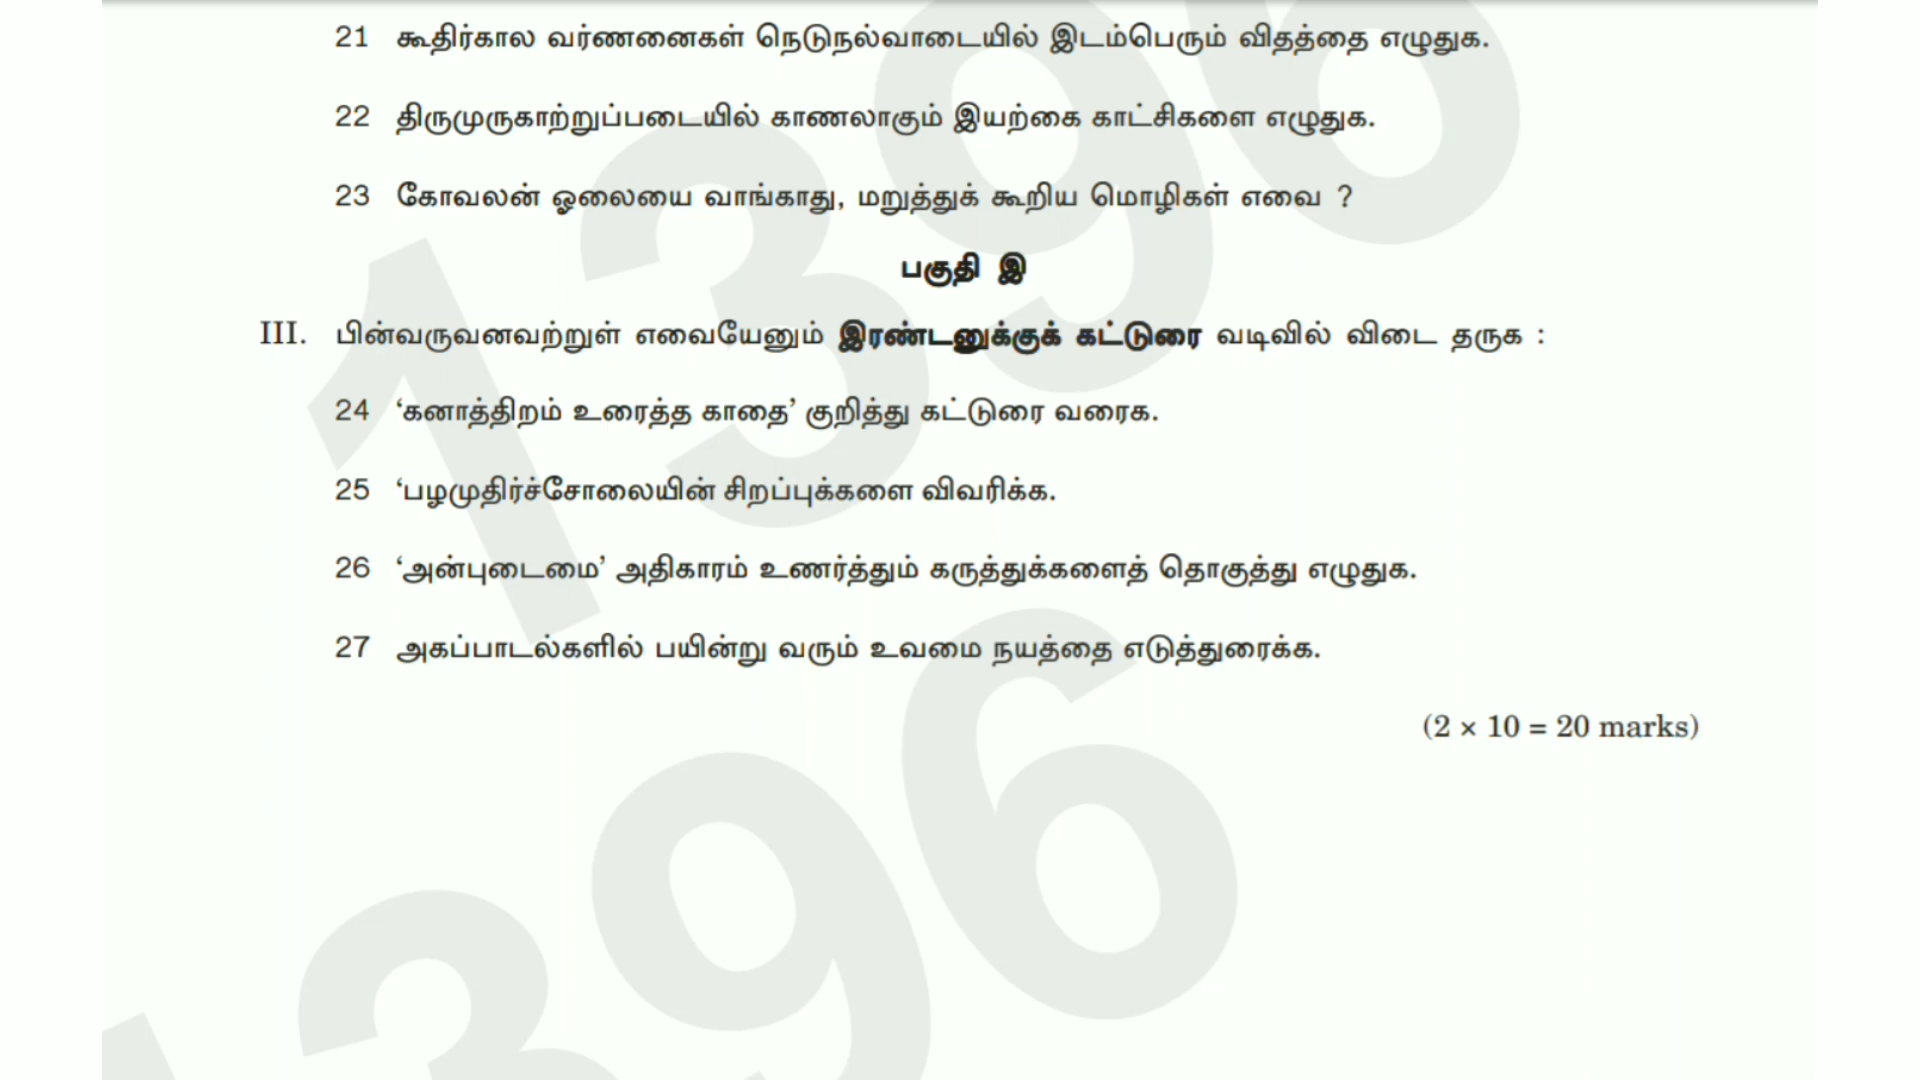 21 கூதிர்கால வர்ணனைகள் நெடுநல்வாடையில் இடம்பெரும் விதத்தை எழுதுக.
22 திருமுருகாற்றுப்படையில் காணலாகும் இயற்கை காட்சிகளை எழுதுக.
23 கோவலன் ஓலையை வாங்காது, மறுத்துக் கூறிய மொழிகள் எவை ?
பகுதி இ
III. பின்வருவனவற்றுள் எவையேனும் இரண்டனுக்குக் கட்டுரை வடிவில் விடை தருக :
24 ‘கனாத்திறம் உரைத்த காதை’ குறித்து கட்டுரை வரைக.
25 ‘பழமுதிர்ச்சோலையின் சிறப்புக்களை விவரிக்க.
26 ‘அன்புடைமை’ அதிகாரம் உணர்த்தும் கருத்துக்களைத் தொகுத்து எழுதுக.
27 அகப்பாடல்களில் பயின்று வரும் உவமை நயத்தை எடுத்துரைக்க.
(2 × 10 = 20 marks)
1396
1396